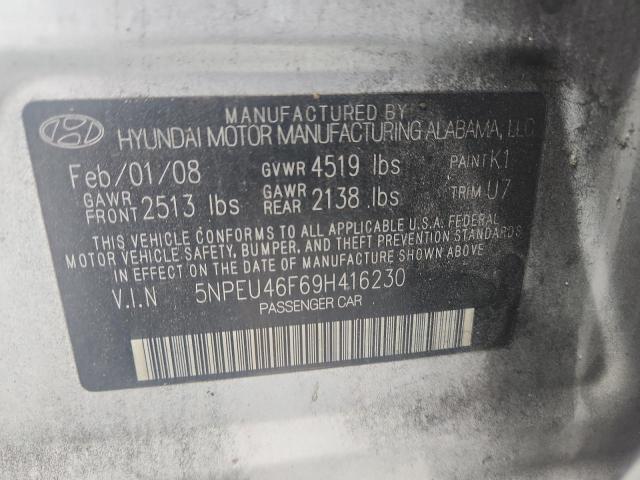 MANUFACTURED BY
HYUNDAI MOTOR MANUFACTURING ALABAMA, LLC
Feb/01/08 GVWR 4519 lbs PAINT K1
GAWR FRONT 2513 lbs GAWR REAR 2138 lbs TRIM U7
THIS VEHICLE CONFORMS TO ALL APPLICABLE U.S.A. FEDERAL
MOTOR VEHICLE SAFETY, BUMPER, AND THEFT PREVENTION STANDARDS
IN EFFECT ON THE DATE OF MANUFACTURE SHOWN ABOVE.
V.I.N 5NPEU46F69H416230
PASSENGER CAR